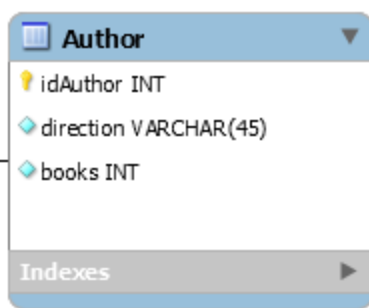 Author
idAuthor INT
direction VARCHAR(45)
books INT
Indexes